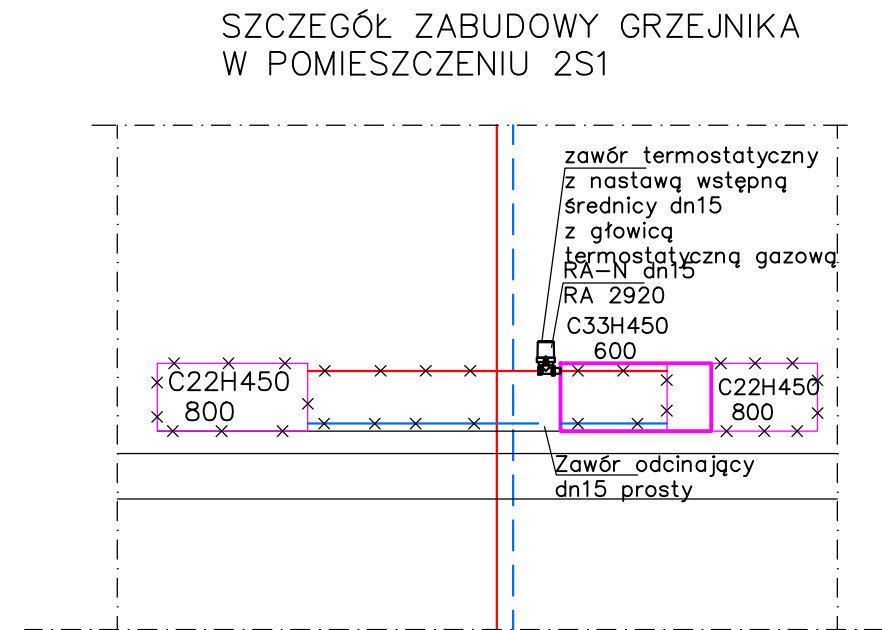 SZCZEGÓŁ ZABUDOWY GRZEJNIKA
W POMIESZCZENIU 2S1
zawór termostatyczny
z nastawą wstępną
średnicy dn15
z głowicą
termostatyczną gazową
RA-N dn15
RA 2920
C33H450
600
C22H450
800
C22H450
800
Zawór odcinający
dn15 prosty